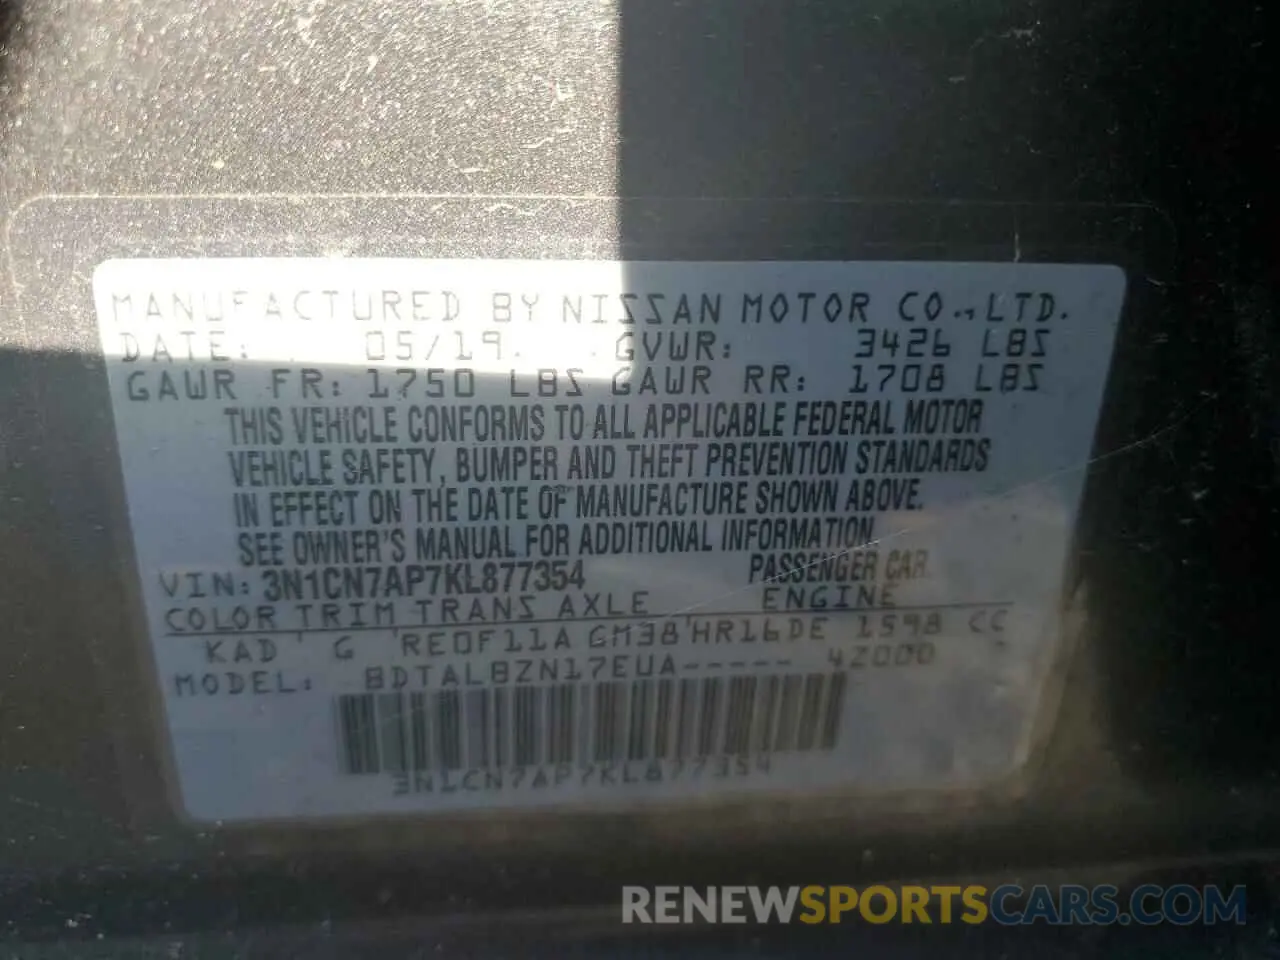 MANUFACTURED BY NISSAN MOTOR CO., LTD.
DATE: 05/19 GVWR: 3426 LBS
GAWR FR: 1750 LBS GAWR RR: 1708 LBS
THIS VEHICLE CONFORMS TO ALL APPLICABLE FEDERAL MOTOR
VEHICLE SAFETY, BUMPER AND THEFT PREVENTION STANDARDS
IN EFFECT ON THE DATE OF MANUFACTURE SHOWN ABOVE.
SEE OWNER'S MANUAL FOR ADDITIONAL INFORMATION.
VIN: 3N1CN7AP7KL877354 PASSENGER CAR
COLOR TRIM TRANS AXLE ENGINE
KAD G RE0F11A GM38 HR16DE 1598 CC
MODEL: BDTALBZN17EUA----- 42000
3N1CN7AP7KL877354
RENEWSPORTSCARS.COM